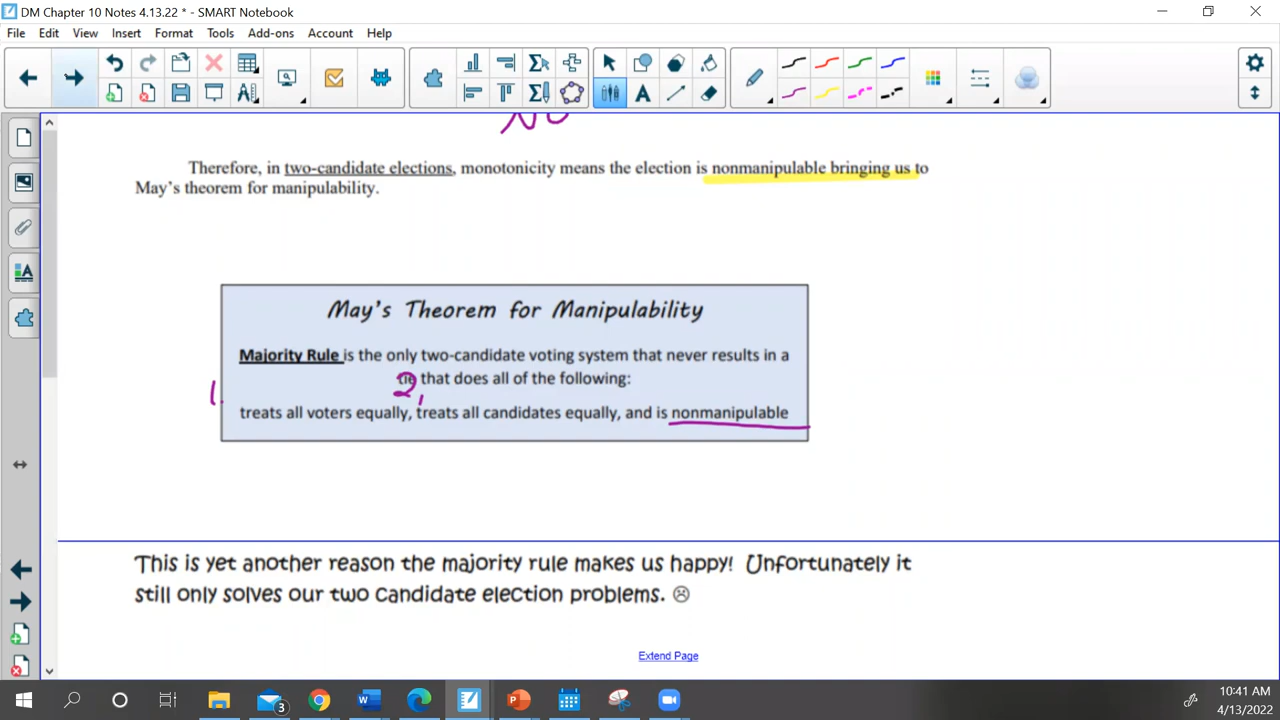 DM Chapter 10 Notes 4.13.22 * - SMART Notebook
File Edit View Insert Format Tools Add-ons Account Help
No
Therefore, in two-candidate elections, monotonicity means the election is nonmanipulable bringing us to
May's theorem for manipulability.
May's Theorem for Manipulability
Majority Rule is the only two-candidate voting system that never results in a
tie that does all of the following:
1. 2.
treats all voters equally, treats all candidates equally, and is nonmanipulable
This is yet another reason the majority rule makes us happy! Unfortunately it
still only solves our two candidate election problems. ☹
Extend Page
3
10:41 AM
4/13/2022